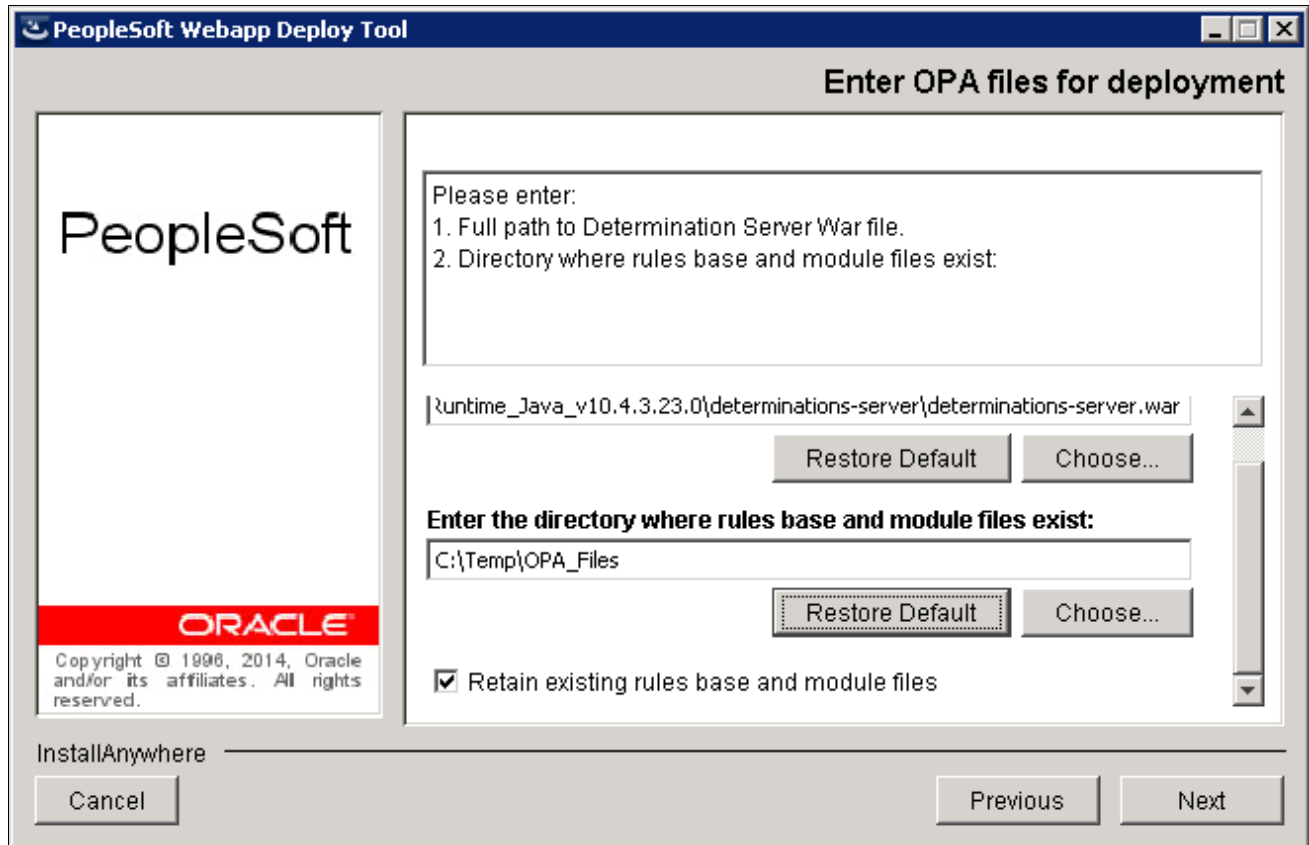 PeopleSoft Webapp Deploy Tool
Enter OPA files for deployment
PeopleSoft
ORACLE
Copyright © 1996, 2014, Oracle
and/or its affiliates. All rights
reserved.
Please enter:
1. Full path to Determination Server War file.
2. Directory where rules base and module files exist:
Runtime_Java_v10.4.3.23.0\determinations-server\determinations-server.war
Restore Default Choose...
Enter the directory where rules base and module files exist:
C:\Temp\OPA_Files
Restore Default Choose...
Retain existing rules base and module files
InstallAnywhere
Cancel Previous Next